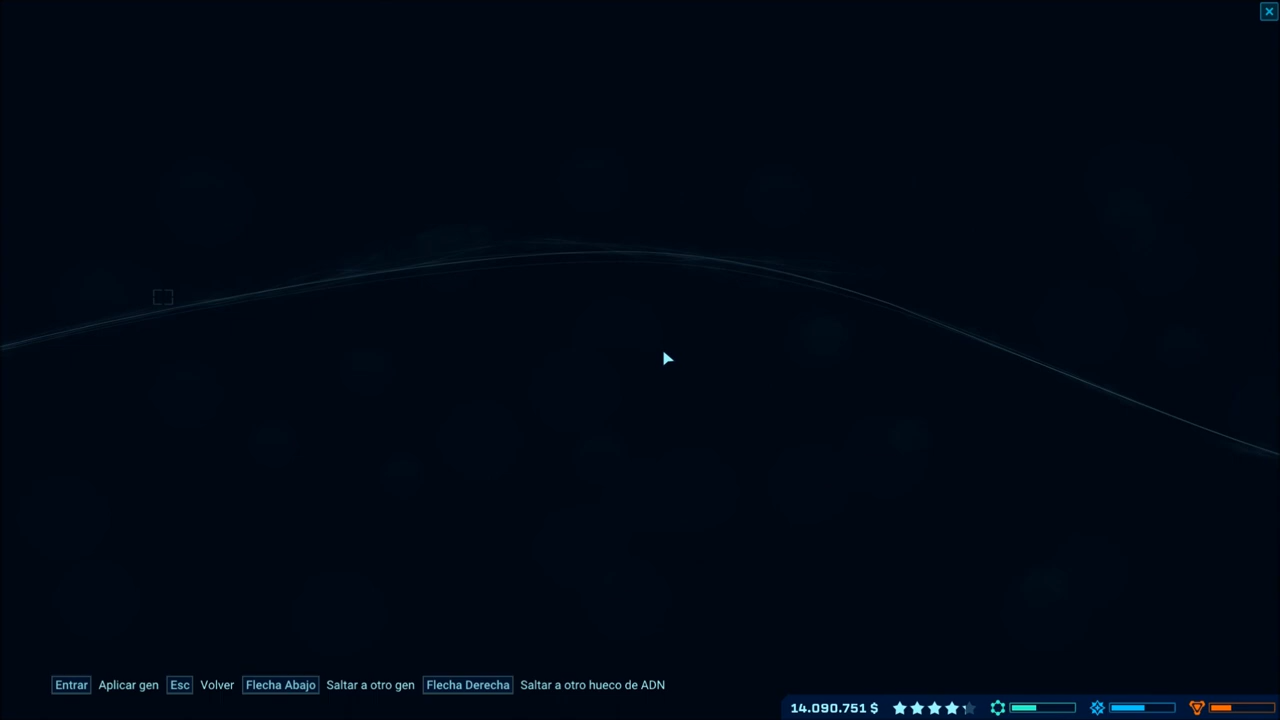 Entrar Aplicar gen Esc Volver Flecha Abajo Saltar a otro gen Flecha Derecha Saltar a otro hueco de ADN
14.090.751 $